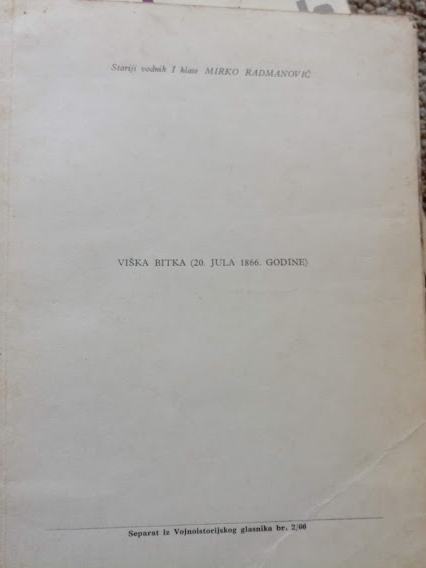 Stariji vodnik I klase MIRKO RADMANOVIĆ
VIŠKA BITKA (20. JULA 1866. GODINE)
Separat iz Vojnoistorijskog glasnika br. 2/66